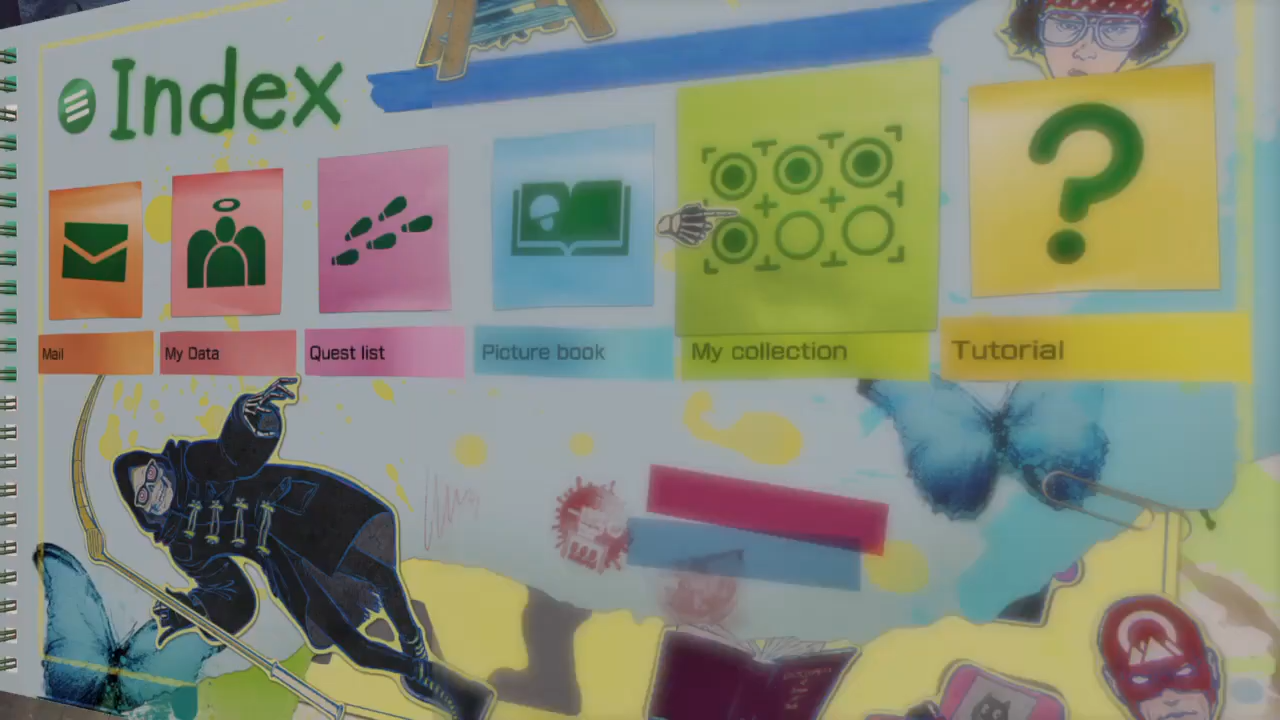 Index
Mail
My Data
Quest list
Picture book
My collection
Tutorial